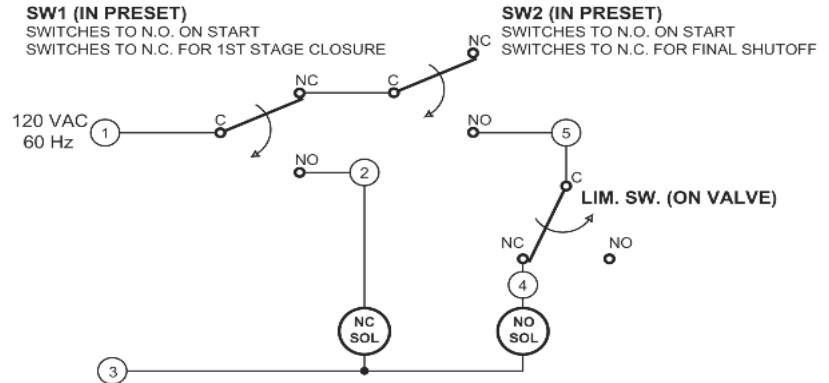 SW1 (IN PRESET)
SWITCHES TO N.O. ON START
SWITCHES TO N.C. FOR 1ST STAGE CLOSURE
SW2 (IN PRESET)
SWITCHES TO N.O. ON START
SWITCHES TO N.C. FOR FINAL SHUTOFF
NC
NC
C
C
120 VAC
60 Hz
1
NO
5
NO
2
C
LIM. SW. (ON VALVE)
NC
NO
4
NC
SOL
NO
SOL
3